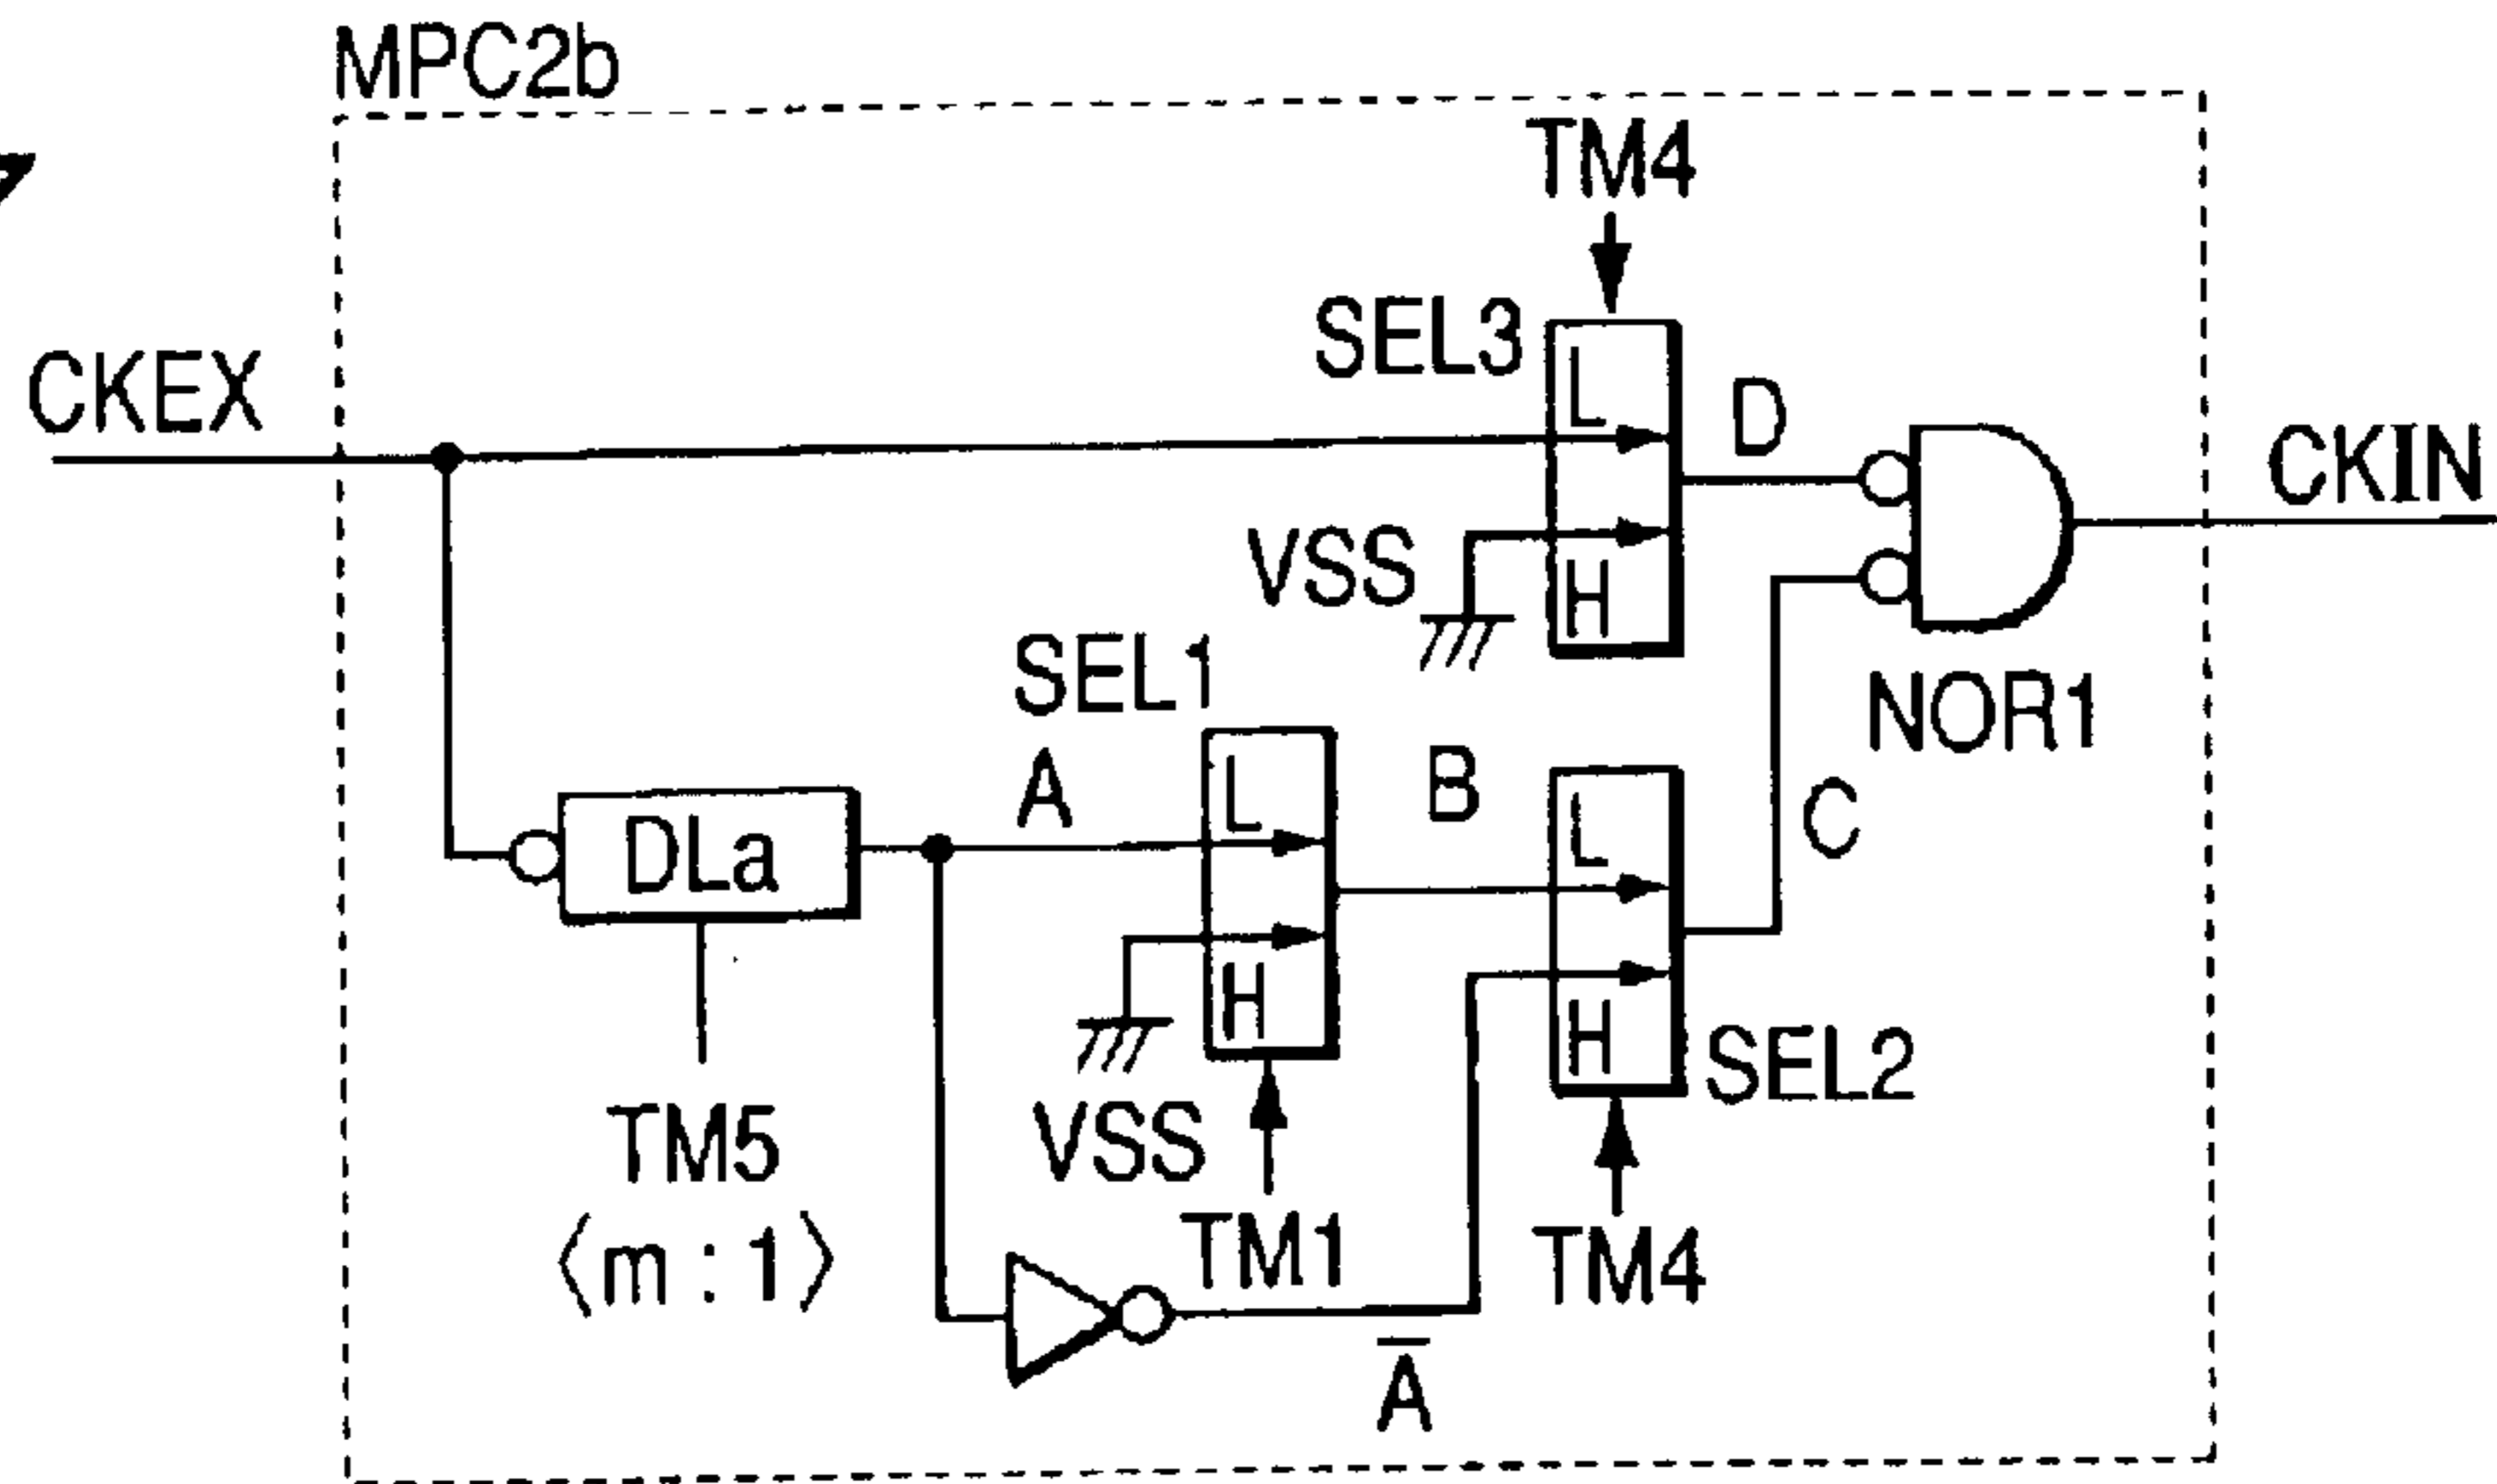 MPC2b
TM4
SEL3
L
CKEX
D
CKIN
VSS
H
SEL1
NOR1
A
L
B
L
C
DLa
H
H
SEL2
TM5
VSS
<m : 1>
TM1
TM4
A̅